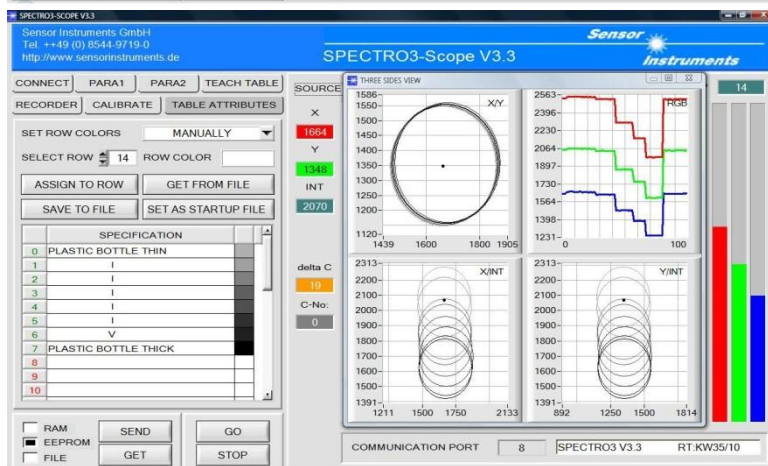 SPECTRO3-SCOPE V3.3
Sensor Instruments GmbH
Tel. ++49 (0) 8544-9719-0
http://www.sensorinstruments.de
SPECTRO3-Scope V3.3
Sensor
Instruments
CONNECT PARA1 PARA2 TEACH TABLE
RECORDER CALIBRATE TABLE ATTRIBUTES
SET ROW COLORS MANUALLY
SELECT ROW 14 ROW COLOR
ASSIGN TO ROW GET FROM FILE
SAVE TO FILE SET AS STARTUP FILE
SPECIFICATION
0 PLASTIC BOTTLE THIN
1 I
2 I
3 I
4 I
5 I
6 V
7 PLASTIC BOTTLE THICK
8
9
10
RAM
EEPROM
FILE
SEND GO
GET STOP
SOURCE
X
1664
Y
1348
INT
2070
delta C
19
C-No:
0
THREE SIDES VIEW
X/Y
1586
1550
1500
1450
1400
1350
1300
1250
1200
1120
1439 1600 1800 1905
RGB
2563
2396
2230
2064
1897
1730
1564
1398
1231
0 100
X/INT
2313
2200
2100
2000
1900
1800
1700
1600
1500
1391
1211 1500 1750 2133
Y/INT
2313
2200
2100
2000
1900
1800
1700
1600
1500
1391
892 1250 1500 1814
14
COMMUNICATION PORT 8 SPECTRO3 V3.3 RT:KW35/10